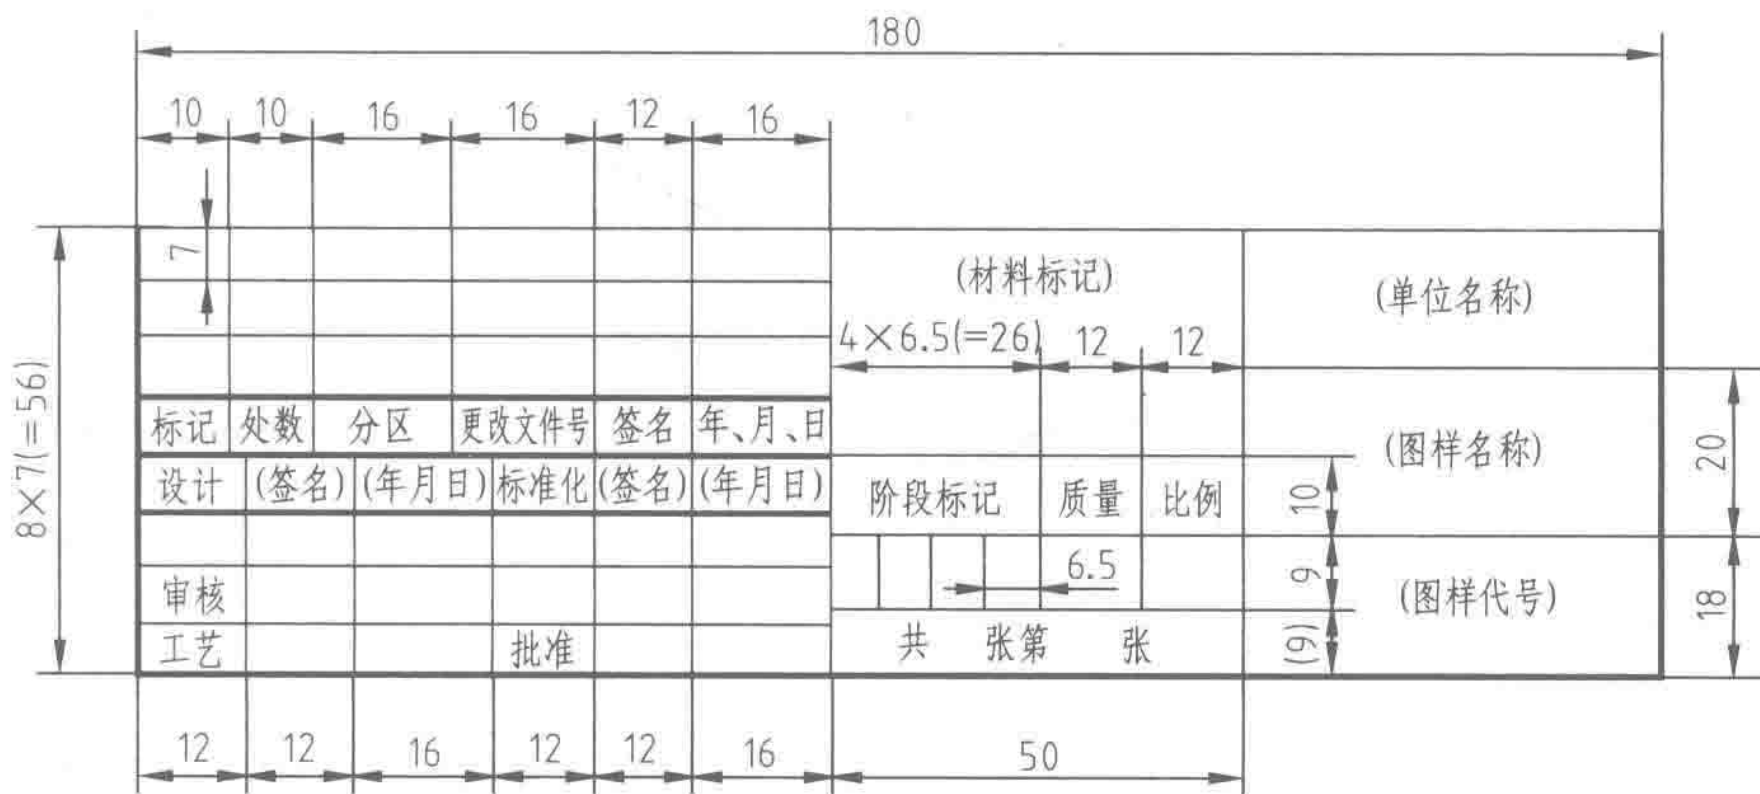 180
10 10 16 16 12 16
7
(材料标记)
(单位名称)
4×6.5(=26) 12 12
8×7(=56)
标记 处数 分区 更改文件号 签名 年、月、日
(图样名称)
20
设计 (签名) (年月日) 标准化 (签名) (年月日)
阶段标记 质量 比例
10
6.5
9
审核
(图样代号)
18
工艺 批准
共 张第 张
(9)
12 12 16 12 12 16 50